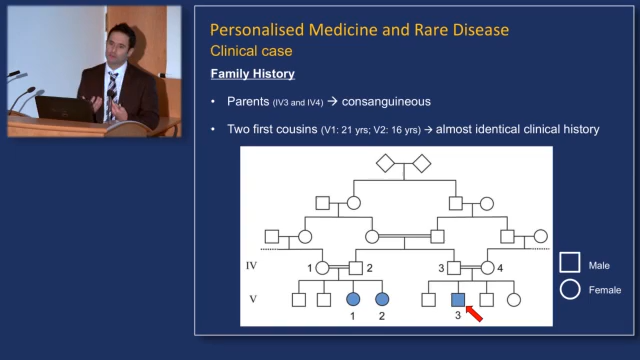 Personalised Medicine and Rare Disease
Clinical case
Family History
• Parents (IV3 and IV4) → consanguineous
• Two first cousins (V1: 21 yrs; V2: 16 yrs) → almost identical clinical history
IV 1 2 3 4
V
1 2 3
Male
Female